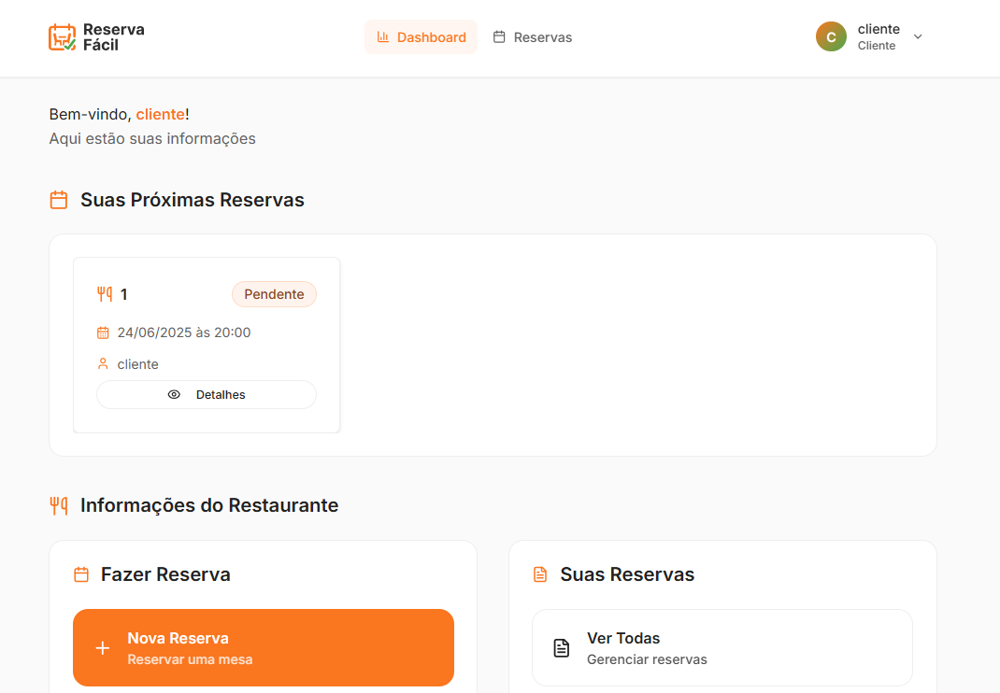 Reserva
Fácil
Dashboard
Reservas
C
cliente
Cliente
Bem-vindo, cliente!
Aqui estão suas informações
Suas Próximas Reservas
1
Pendente
24/06/2025 às 20:00
cliente
Detalhes
Informações do Restaurante
Fazer Reserva
Nova Reserva
Reservar uma mesa
Suas Reservas
Ver Todas
Gerenciar reservas